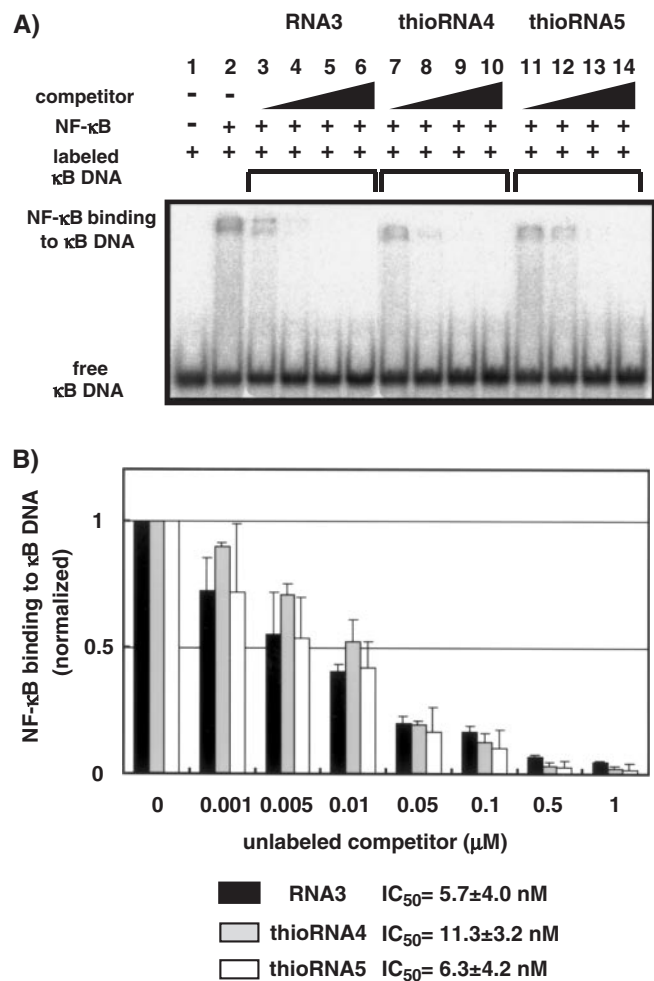 A)
RNA3 thioRNA4 thioRNA5
1 2 3 4 5 6 7 8 9 10 11 12 13 14
competitor - -
NF-κB - + + + + + + + + + + + + +
labeled κB DNA + + + + + + + + + + + + + +
NF-κB binding
to κB DNA
free
κB DNA
B)
NF-κB binding to κB DNA
(normalized)
1
0.5
0
0 0.001 0.005 0.01 0.05 0.1 0.5 1
unlabeled competitor (μM)
RNA3 IC50= 5.7±4.0 nM
thioRNA4 IC50= 11.3±3.2 nM
thioRNA5 IC50= 6.3±4.2 nM